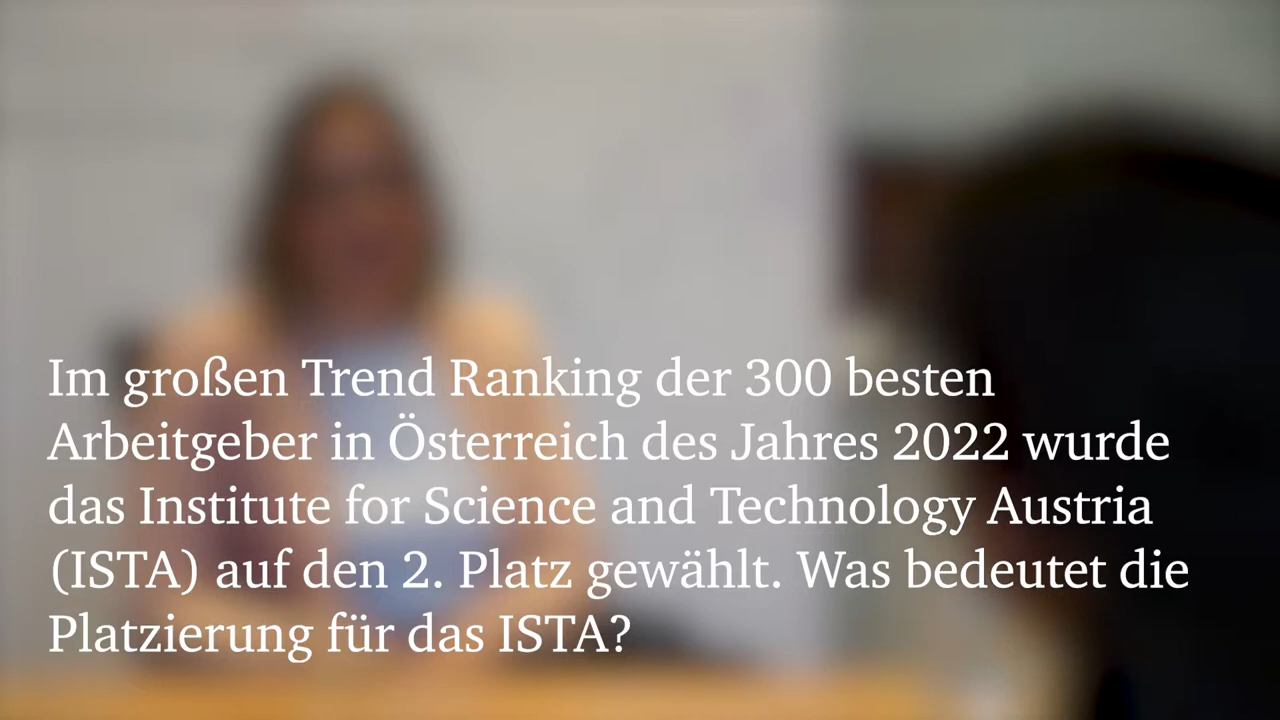 Im großen Trend Ranking der 300 besten
Arbeitgeber in Österreich des Jahres 2022 wurde
das Institute for Science and Technology Austria
(ISTA) auf den 2. Platz gewählt. Was bedeutet die
Platzierung für das ISTA?